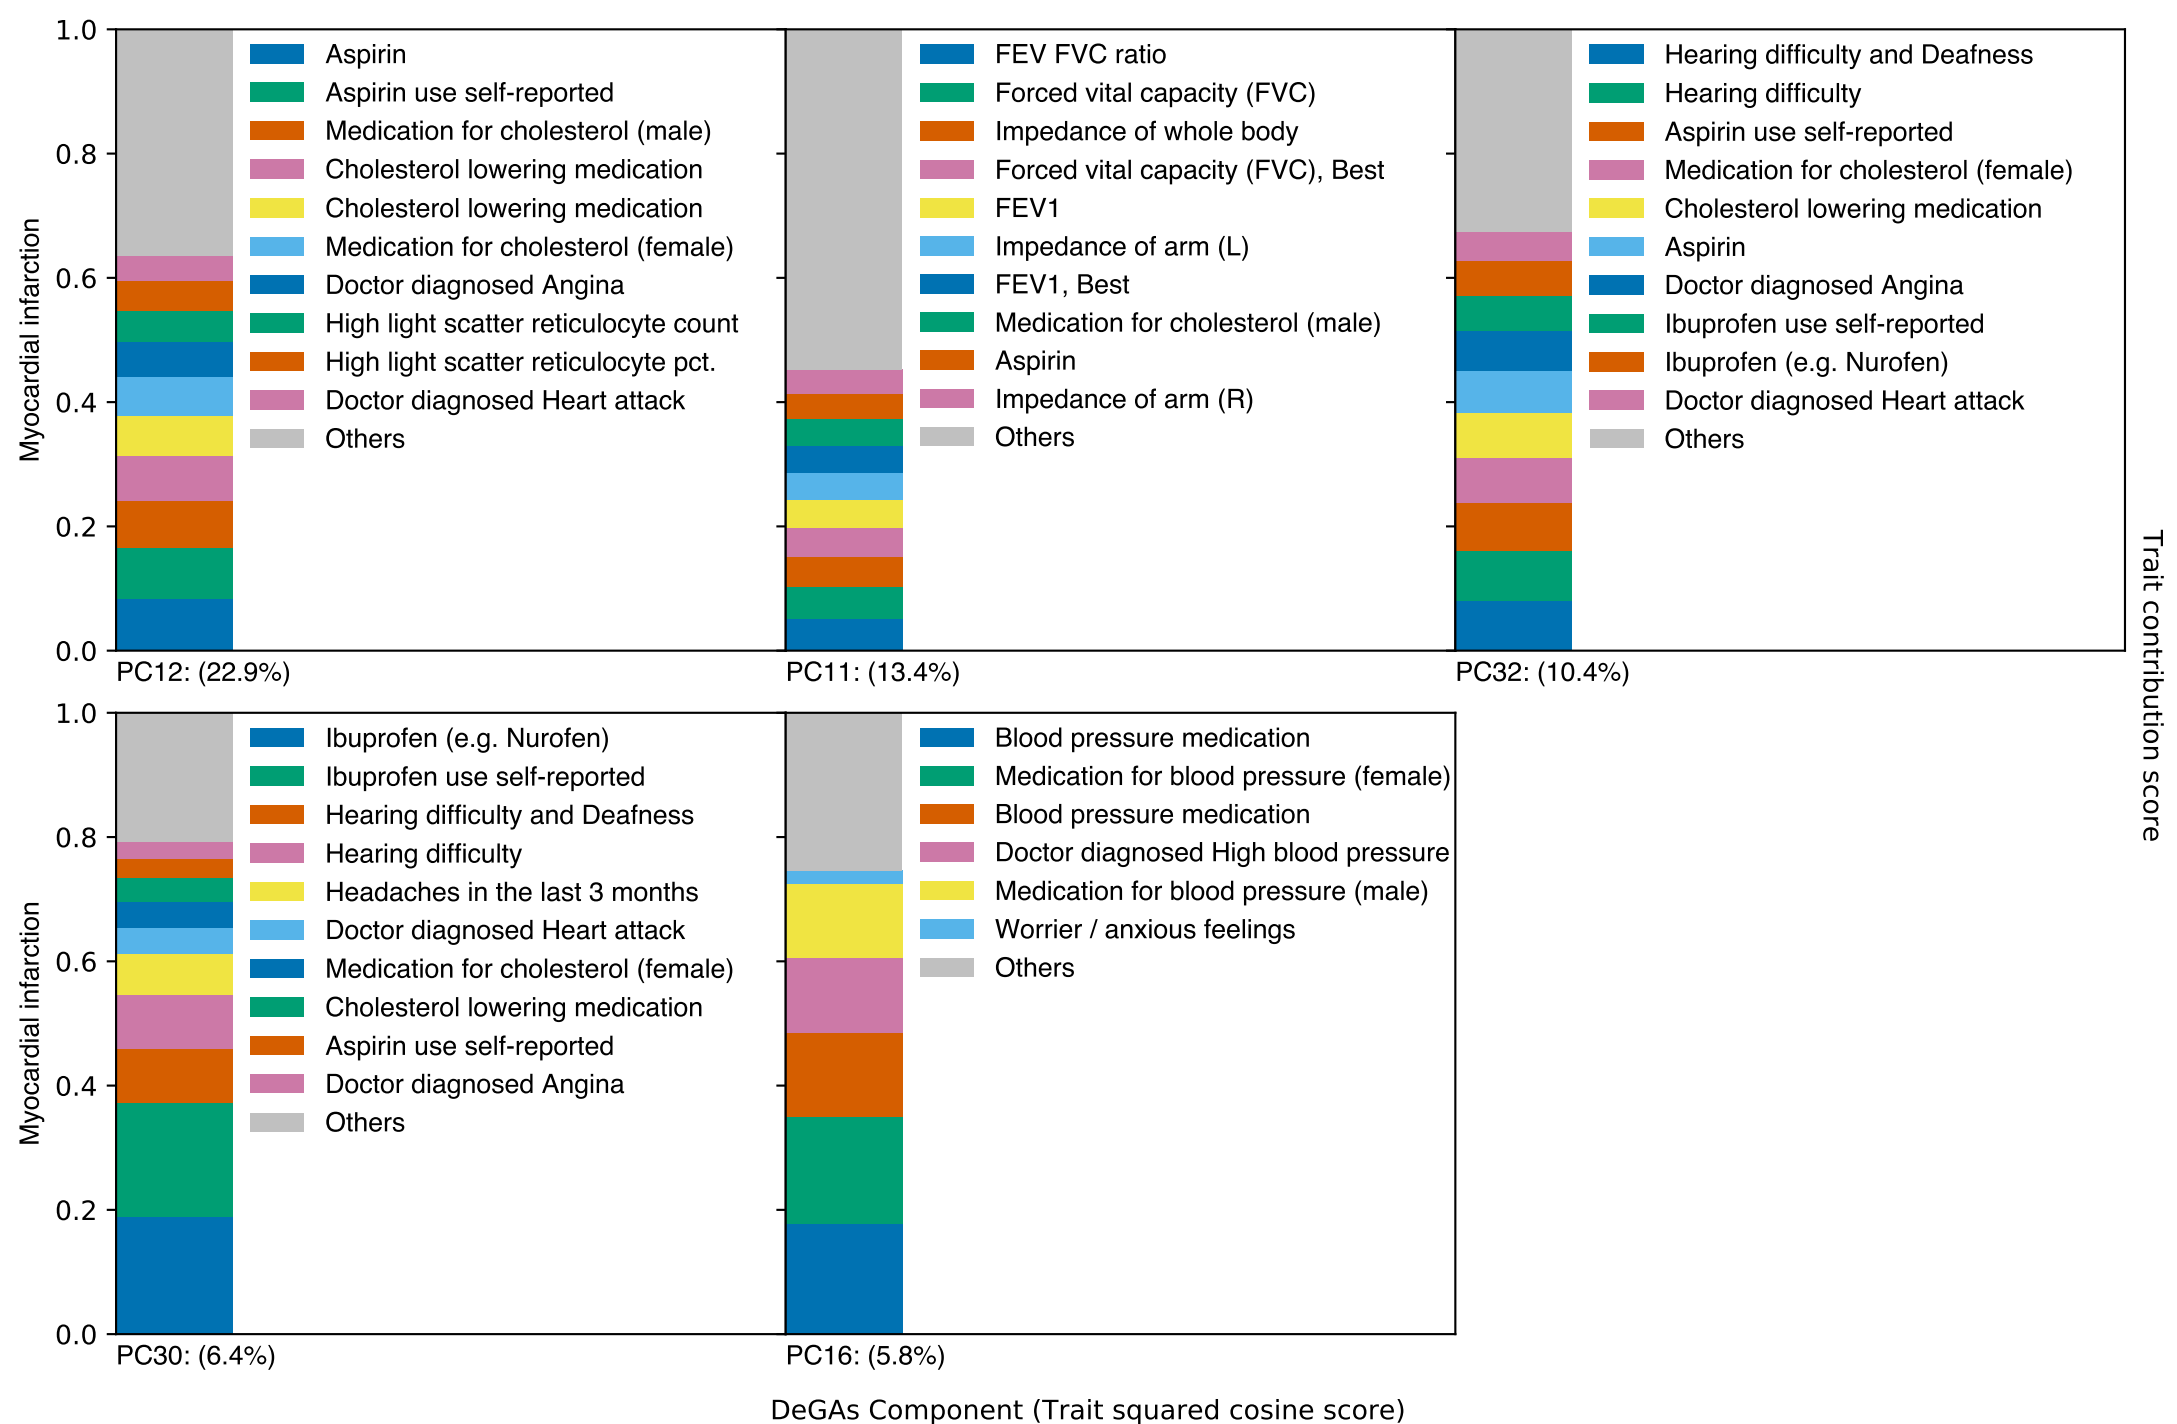 Myocardial infarction
1.0
0.8
0.6
0.4
0.2
0.0
Aspirin
Aspirin use self-reported
Medication for cholesterol (male)
Cholesterol lowering medication
Cholesterol lowering medication
Medication for cholesterol (female)
Doctor diagnosed Angina
High light scatter reticulocyte count
High light scatter reticulocyte pct.
Doctor diagnosed Heart attack
Others
PC12: (22.9%)
FEV FVC ratio
Forced vital capacity (FVC)
Impedance of whole body
Forced vital capacity (FVC), Best
FEV1
Impedance of arm (L)
FEV1, Best
Medication for cholesterol (male)
Aspirin
Impedance of arm (R)
Others
PC11: (13.4%)
Hearing difficulty and Deafness
Hearing difficulty
Aspirin use self-reported
Medication for cholesterol (female)
Cholesterol lowering medication
Aspirin
Doctor diagnosed Angina
Ibuprofen use self-reported
Ibuprofen (e.g. Nurofen)
Doctor diagnosed Heart attack
Others
PC32: (10.4%)
Trait contribution score
Myocardial infarction
1.0
0.8
0.6
0.4
0.2
0.0
Ibuprofen (e.g. Nurofen)
Ibuprofen use self-reported
Hearing difficulty and Deafness
Hearing difficulty
Headaches in the last 3 months
Doctor diagnosed Heart attack
Medication for cholesterol (female)
Cholesterol lowering medication
Aspirin use self-reported
Doctor diagnosed Angina
Others
PC30: (6.4%)
Blood pressure medication
Medication for blood pressure (female)
Blood pressure medication
Doctor diagnosed High blood pressure
Medication for blood pressure (male)
Worrier / anxious feelings
Others
PC16: (5.8%)
DeGAs Component (Trait squared cosine score)